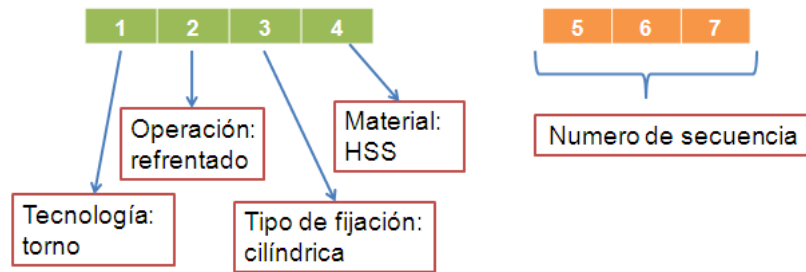 1 2 3 4 5 6 7
Operación:
refrentado
Material:
HSS
Numero de secuencia
Tecnología:
torno
Tipo de fijación:
cilíndrica